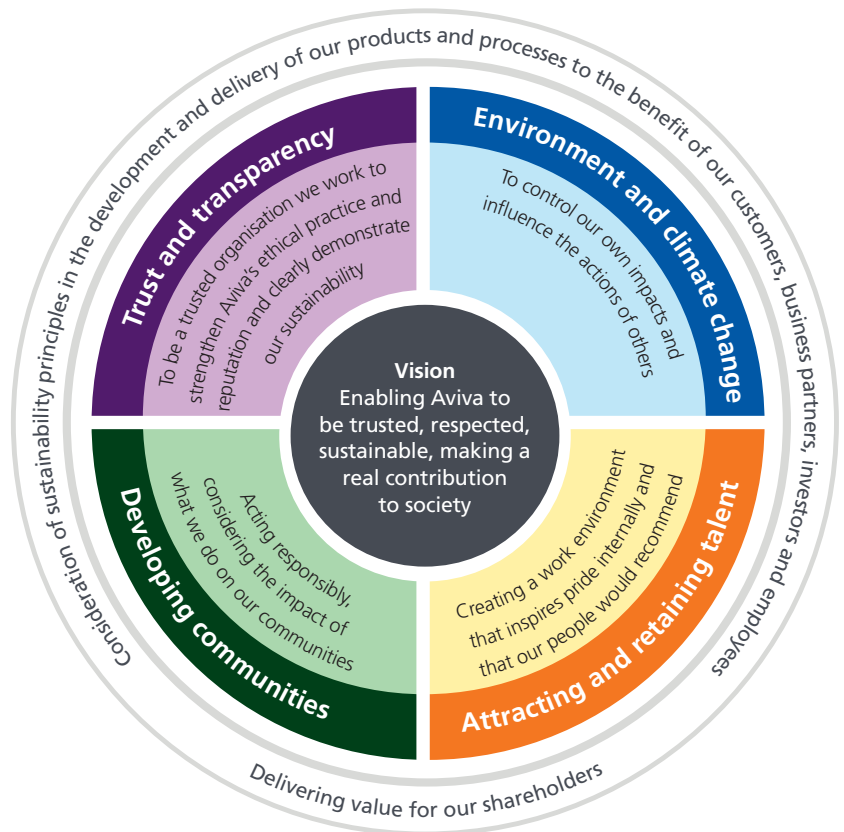 Consideration of sustainability principles in the development and delivery of our products and processes to the benefit of our customers, business partners, investors and employees
Trust and transparency
To be a trusted organisation we work to
strengthen Aviva's ethical practice and
reputation and clearly demonstrate
our sustainability
Environment and climate change
To control our own impacts and
influence the actions of others
Vision
Enabling Aviva to
be trusted, respected,
sustainable, making a
real contribution
to society
Developing communities
Acting responsibly,
considering the impact of
what we do on our communities
Attracting and retaining talent
Creating a work environment
that inspires pride internally and
that our people would recommend
Delivering value for our shareholders